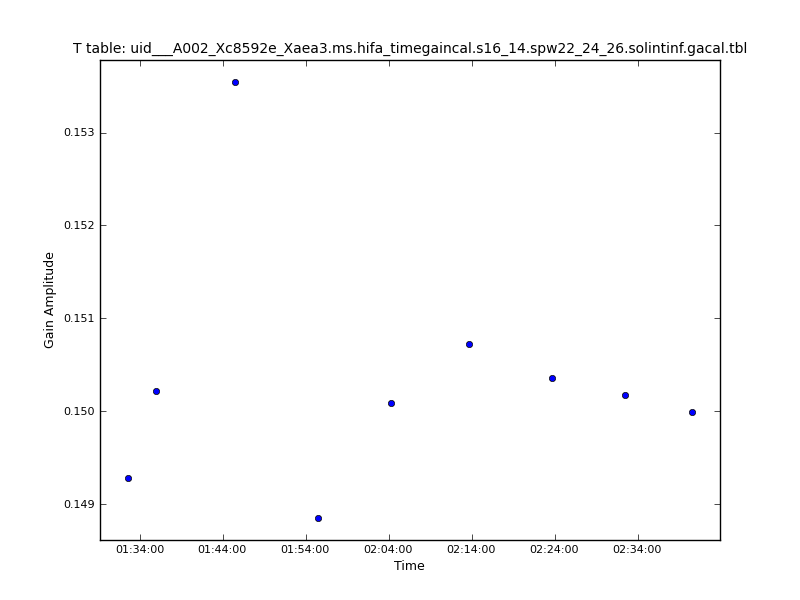 T table: uid___A002_Xc8592e_Xaea3.ms.hifa_timegaincal.s16_14.spw22_24_26.solintinf.gacal.tbl
0.153
0.152
0.151
0.150
0.149
Gain Amplitude
01:34:00 01:44:00 01:54:00 02:04:00 02:14:00 02:24:00 02:34:00
Time